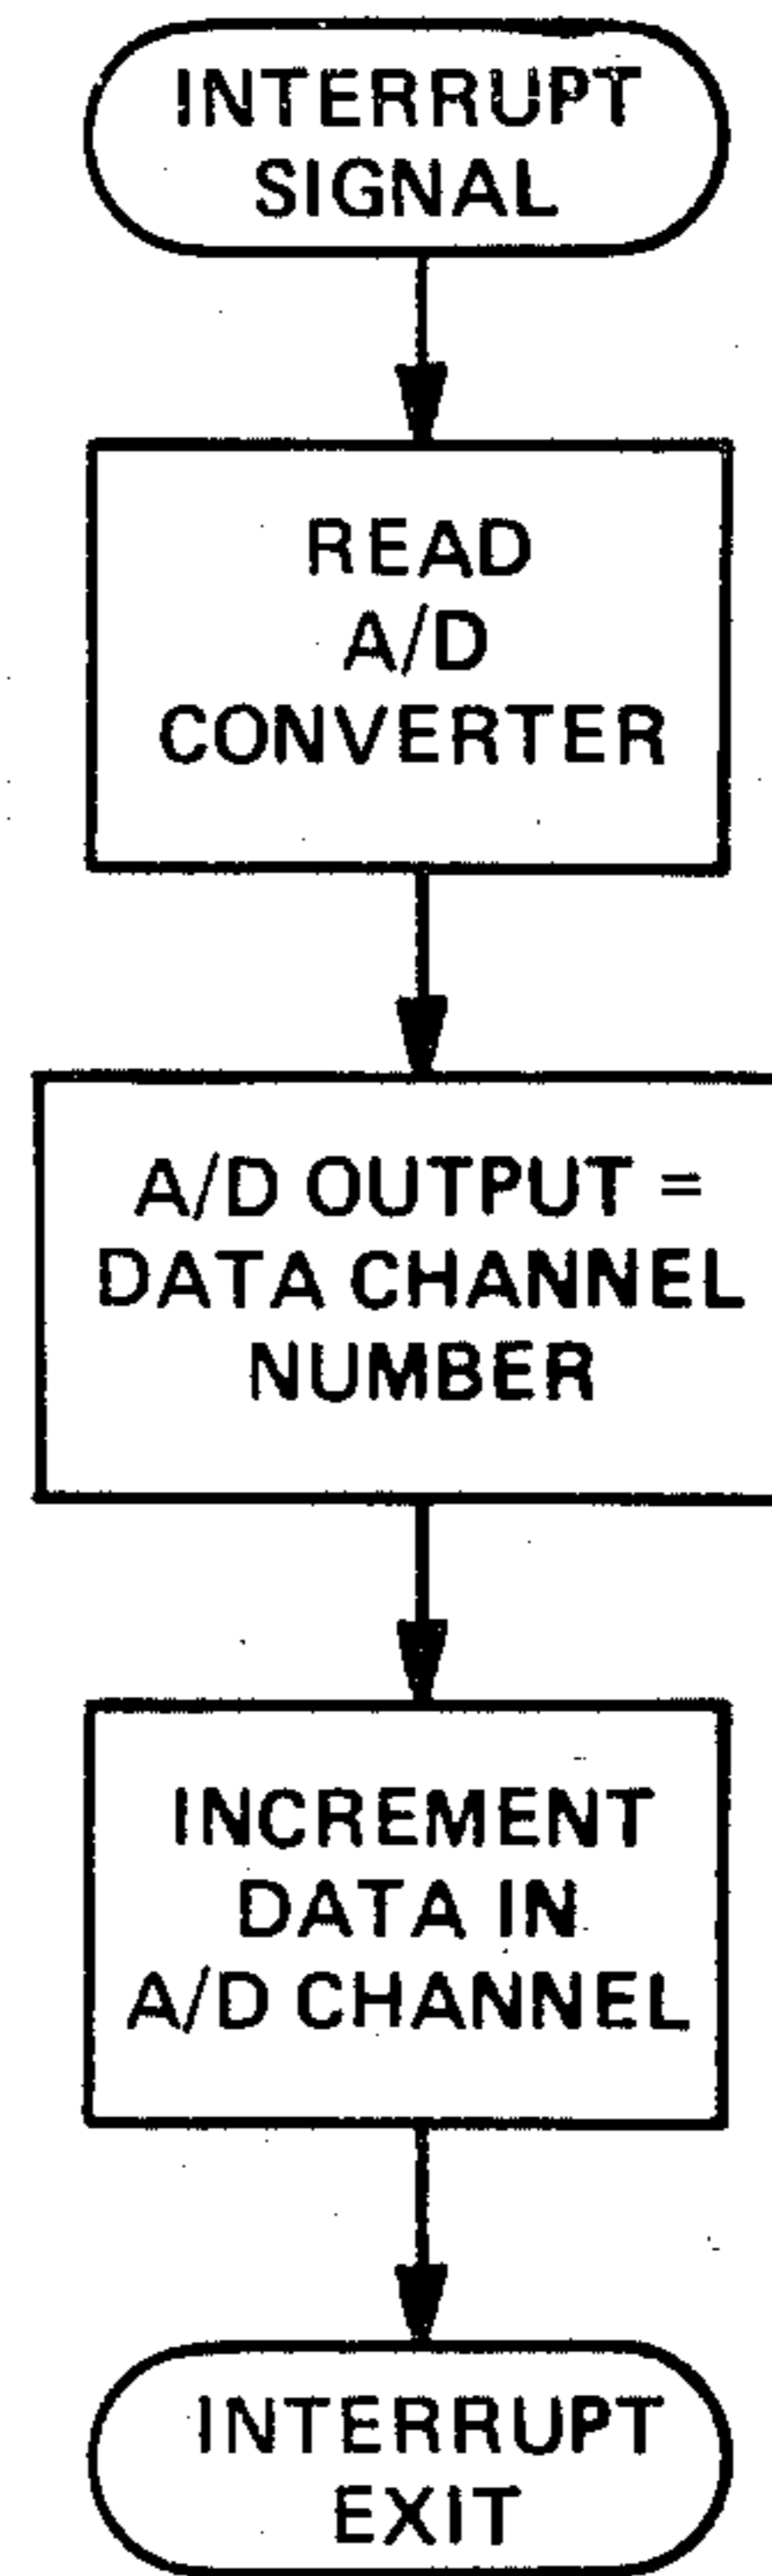 INTERRUPT
SIGNAL
READ
A/D
CONVERTER
A/D OUTPUT =
DATA CHANNEL
NUMBER
INCREMENT
DATA IN
A/D CHANNEL
INTERRUPT
EXIT